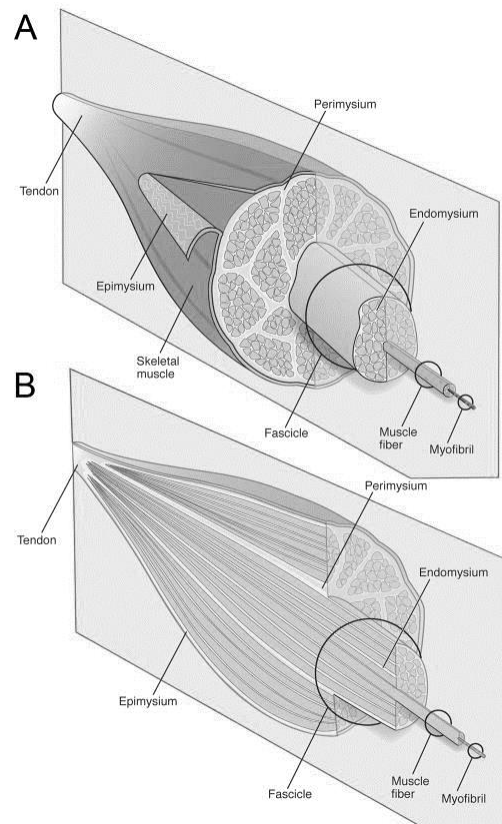 A
Perimysium
Tendon
Endomysium
Epimysium
Skeletal
muscle
Fascicle
Muscle
fiber
Myofibril
B
Perimysium
Tendon
Endomysium
Epimysium
Fascicle
Muscle
fiber
Myofibril